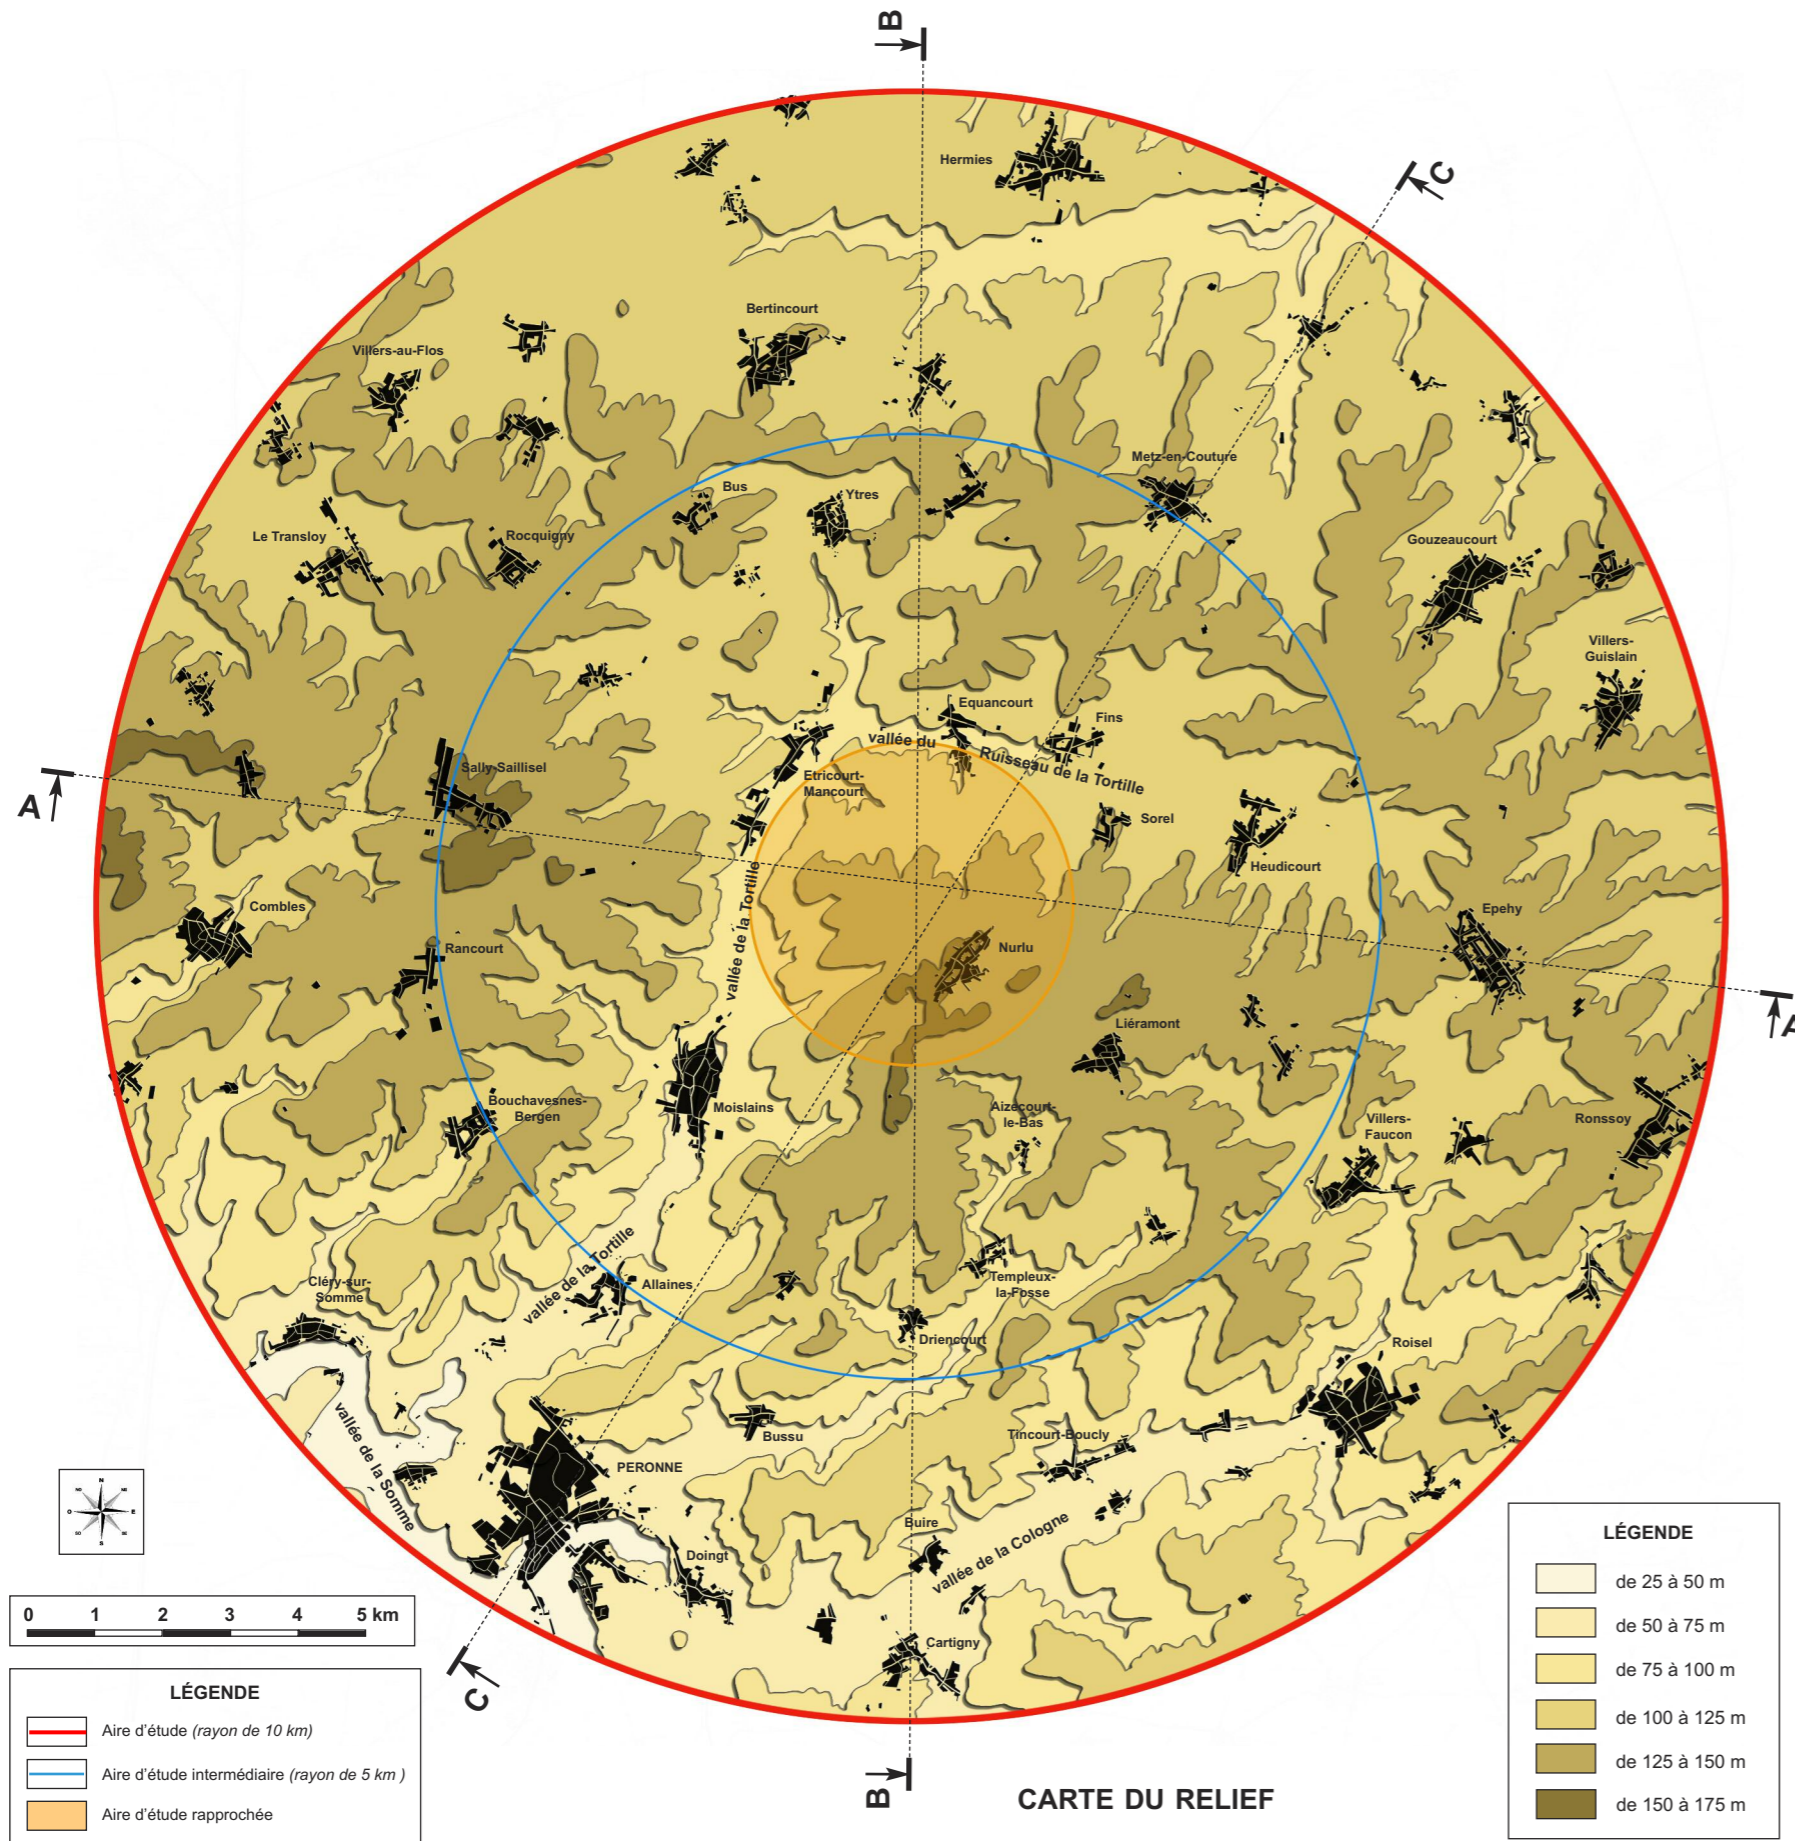 B
C
Hermies
Bertincourt
Villers-au-Flos
Metz-en-Couture
Bus
Ytres
Le Transloy
Rocquigny
Gouzeaucourt
Villers-
Guislain
Equancourt
Fins
vallée du
Ruisseau de la Tortille
Sally-Saillisel
Etricourt-
Mancourt
A
Sorel
Heudicourt
vallée de la Tortille
Combles
Epehy
Rancourt
Nurlu
A
Liéramont
Bouchavesnes-
Bergen
Moislains
Aizecourt-
le-Bas
Villers-
Faucon
Ronssoy
vallée de la Tortille
Allaines
Cléry-sur-
Somme
Templeux-
la-Fosse
Driencourt
Roisel
Bussu
Tincourt-Boucly
vallée de la Somme
PERONNE
Buire
vallée de la Cologne
Doingt
Cartigny
C
B
N
NO
NE
O
E
SO
SE
S
0 1 2 3 4 5 km
LÉGENDE
Aire d'étude (rayon de 10 km)
Aire d'étude intermédiaire (rayon de 5 km )
Aire d'étude rapprochée
CARTE DU RELIEF
LÉGENDE
de 25 à 50 m
de 50 à 75 m
de 75 à 100 m
de 100 à 125 m
de 125 à 150 m
de 150 à 175 m